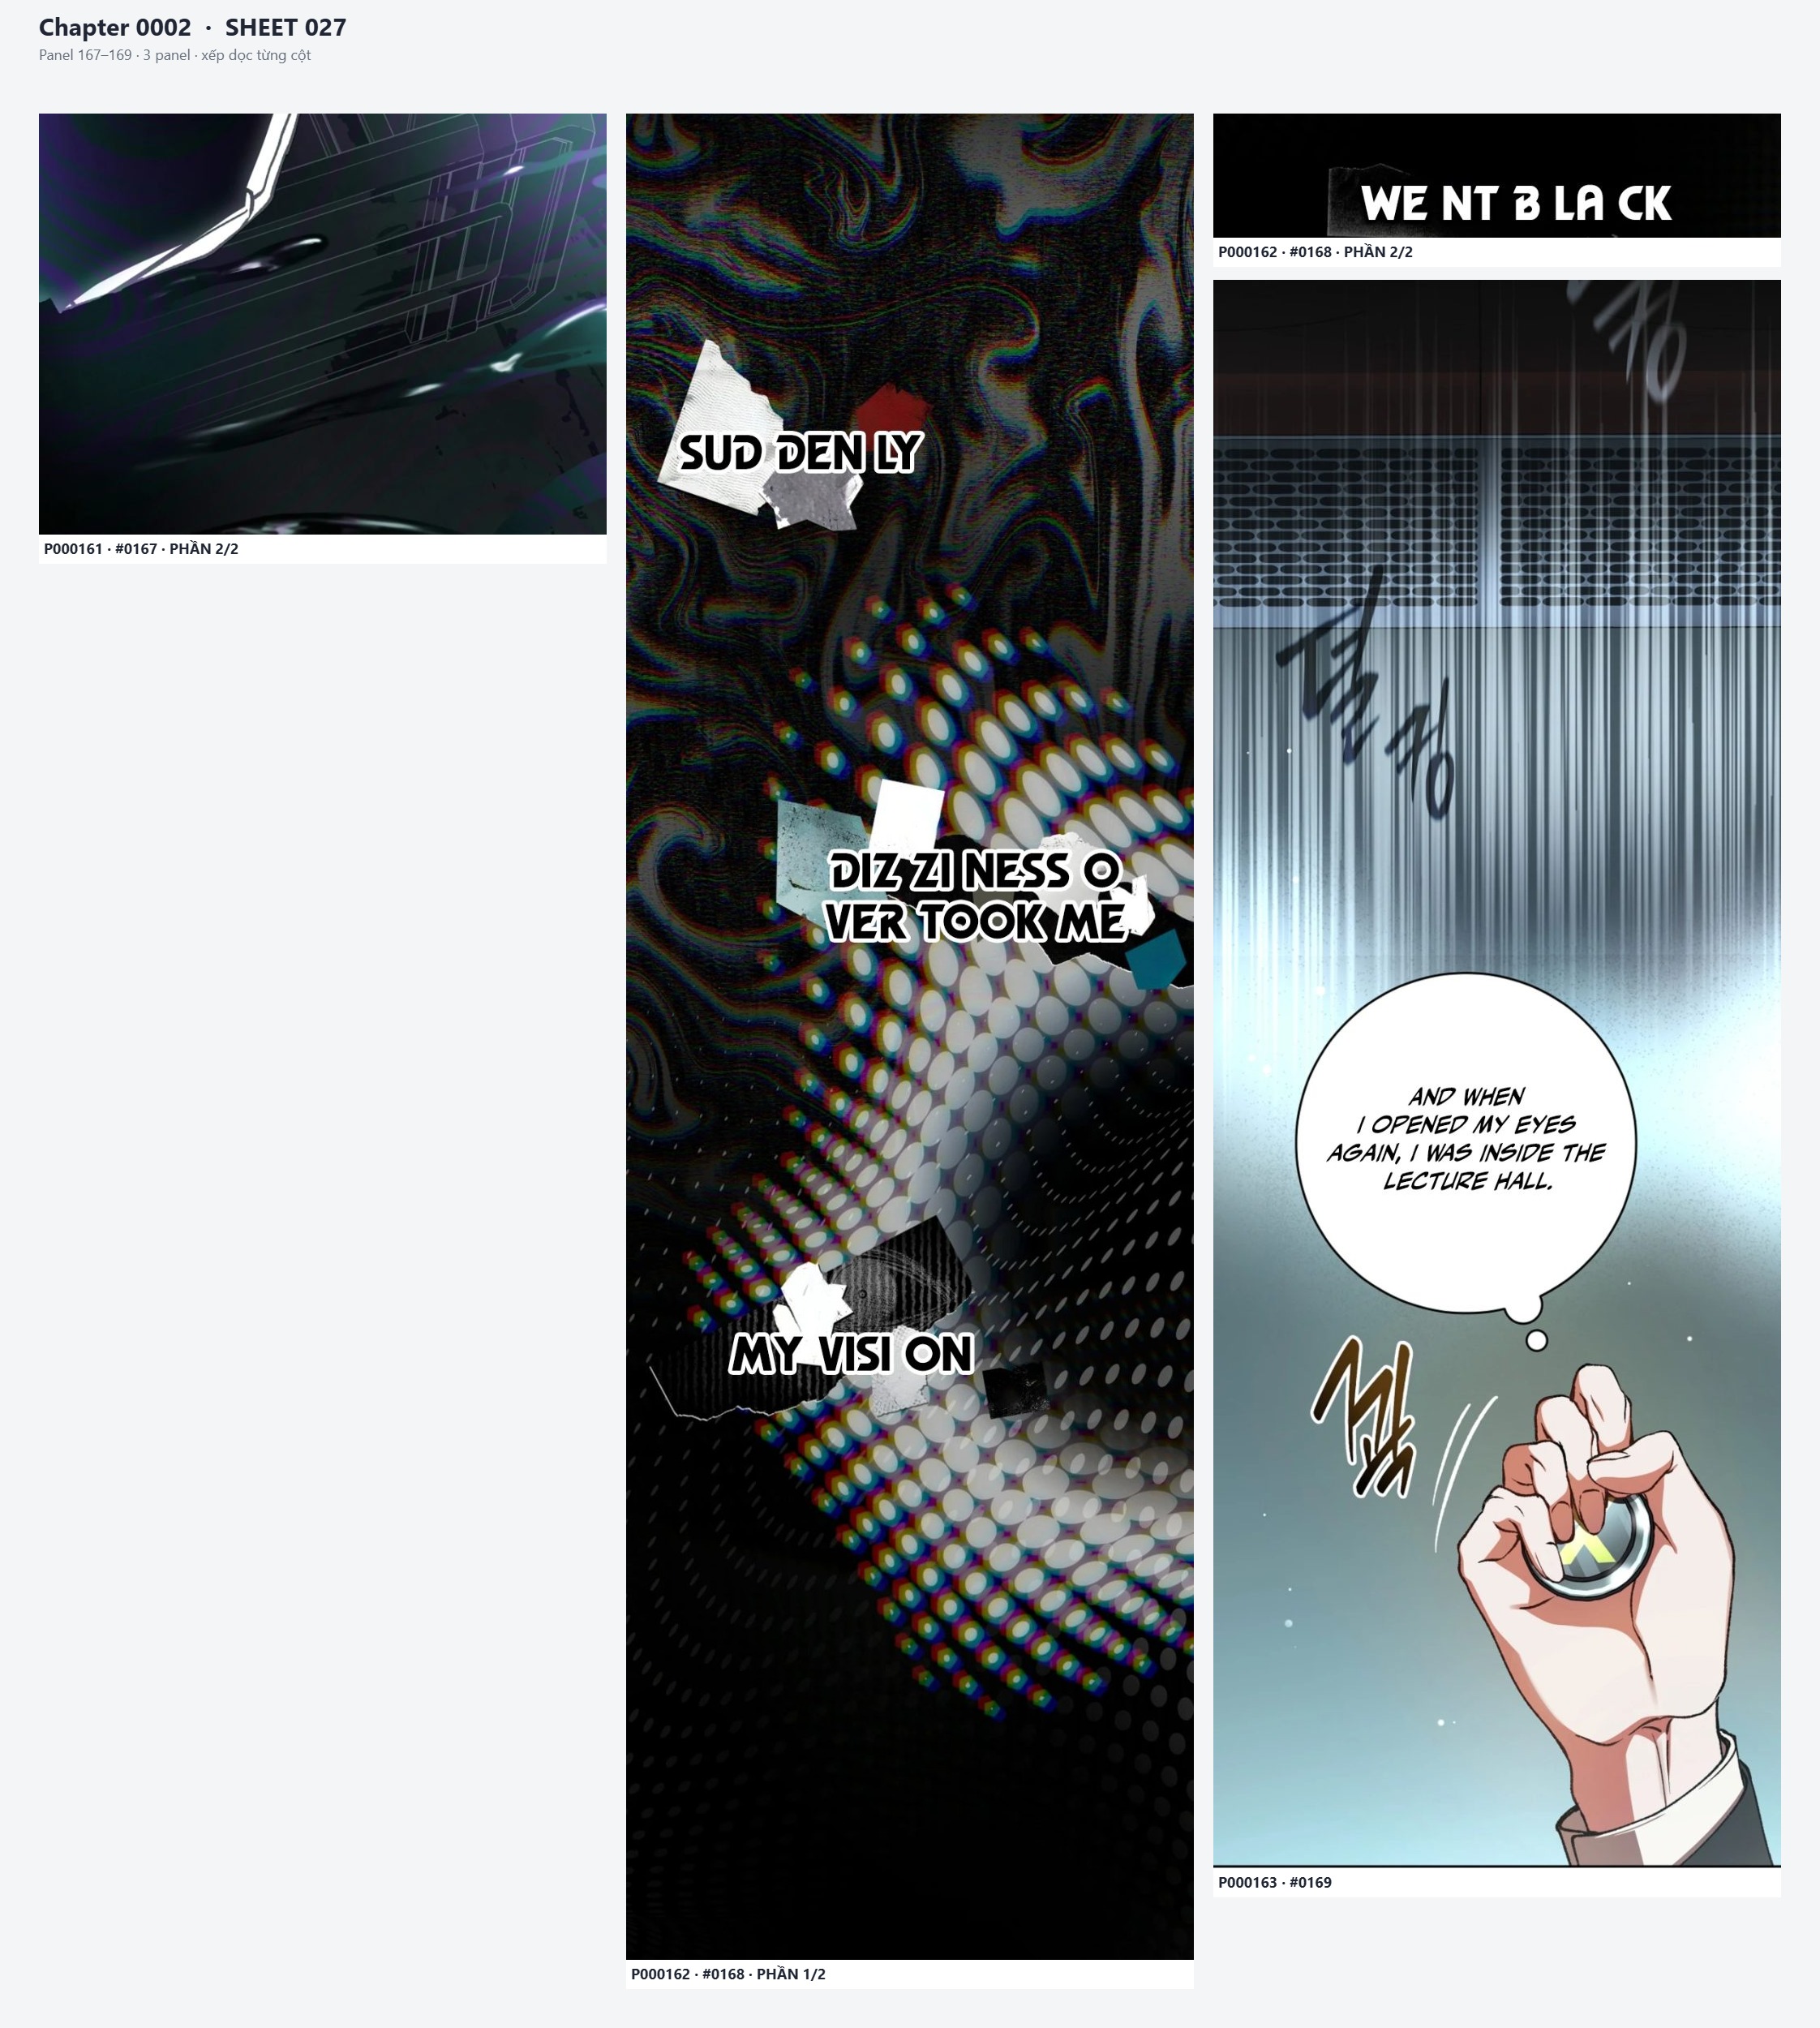 Chapter 0002 · SHEET 027
Panel 167–169 · 3 panel · xếp dọc từng cột
P000161 · #0167 · PHẦN 2/2
SUD DEN LY
DIZ ZI NESS O
VER TOOK ME
MY VISI ON
P000162 · #0168 · PHẦN 1/2
WE NT B LA CK
P000162 · #0168 · PHẦN 2/2
덜컹
AND WHEN
I OPENED MY EYES
AGAIN, I WAS INSIDE THE
LECTURE HALL.
P000163 · #0169